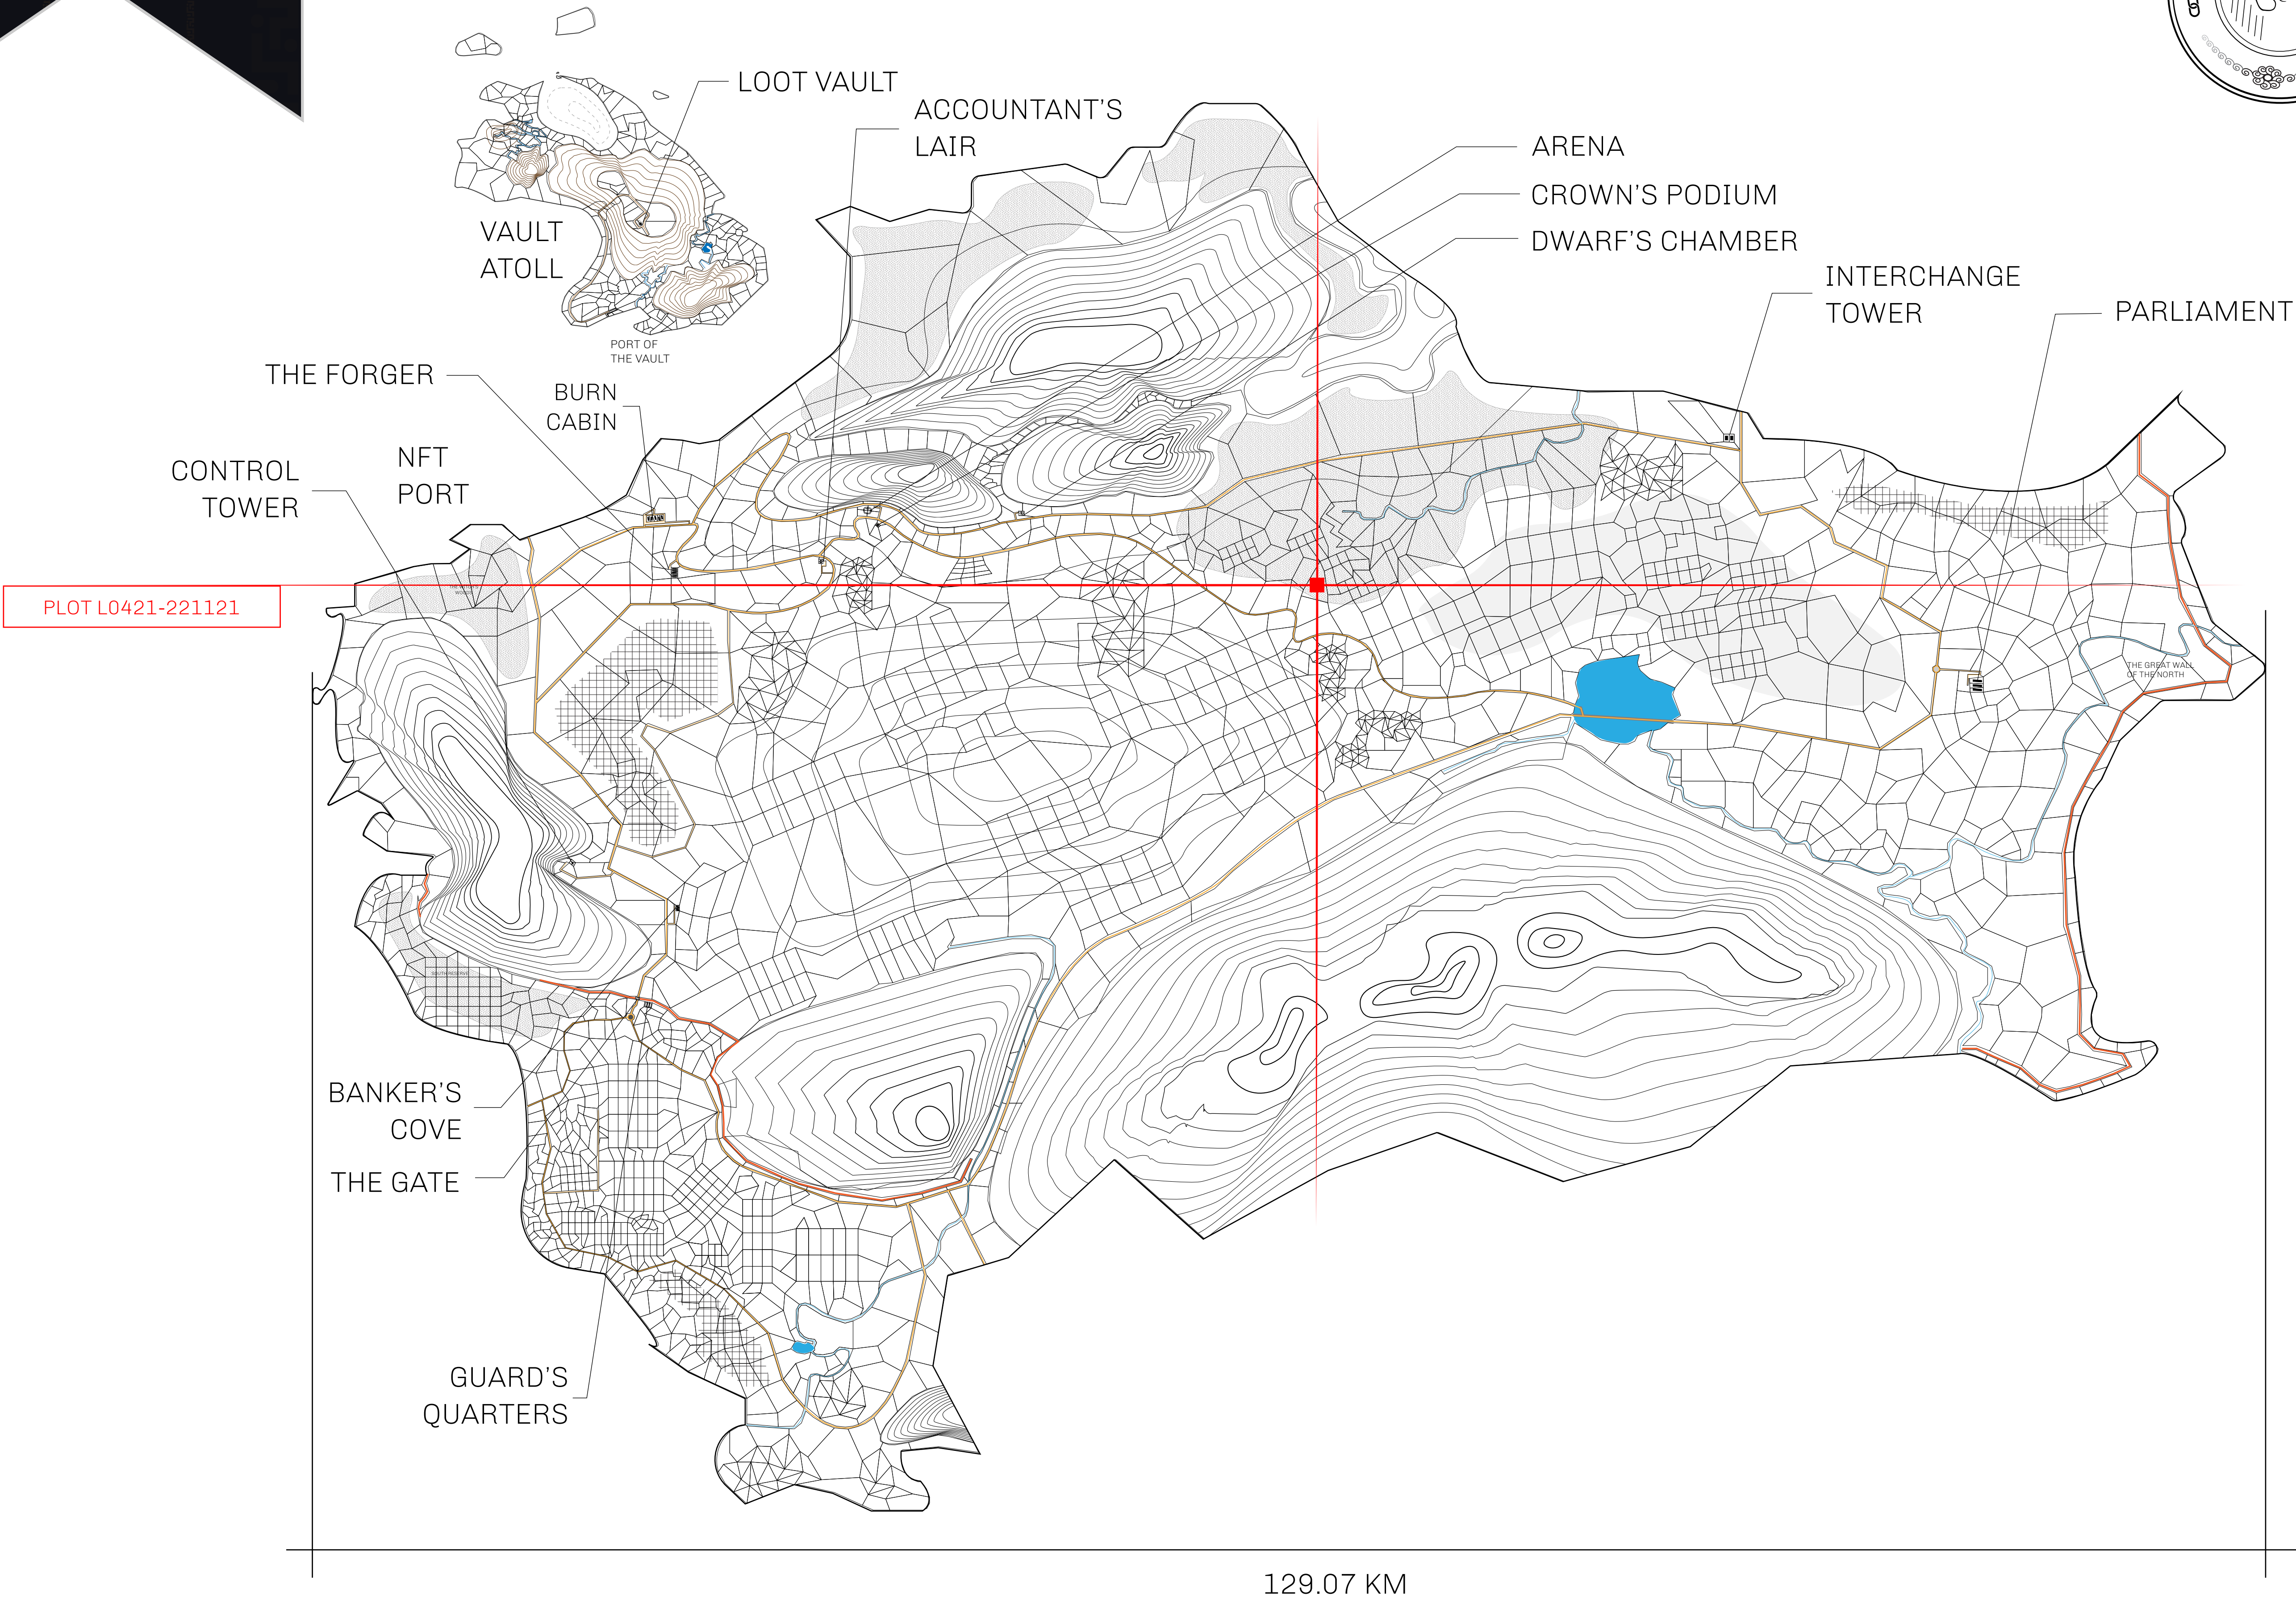 LOOT VAULT
ACCOUNTANT'S
LAIR
ARENA
CROWN'S PODIUM
DWARF'S CHAMBER
VAULT
ATOLL
INTERCHANGE
TOWER
PARLIAMENT
PORT OF
THE VAULT
THE FORGER
BURN
CABIN
NFT
PORT
CONTROL
TOWER
PLOT L0421-221121
THE GREAT WALL
OF THE NORTH
SOUTH RESERVE
BANKER'S
COVE
THE GATE
GUARD'S
QUARTERS
129.07 KM